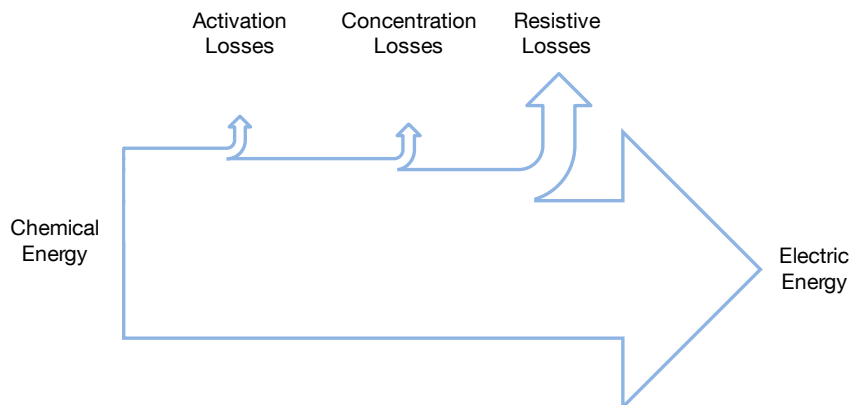 Activation
Losses
Concentration
Losses
Resistive
Losses
Chemical
Energy
Electric
Energy